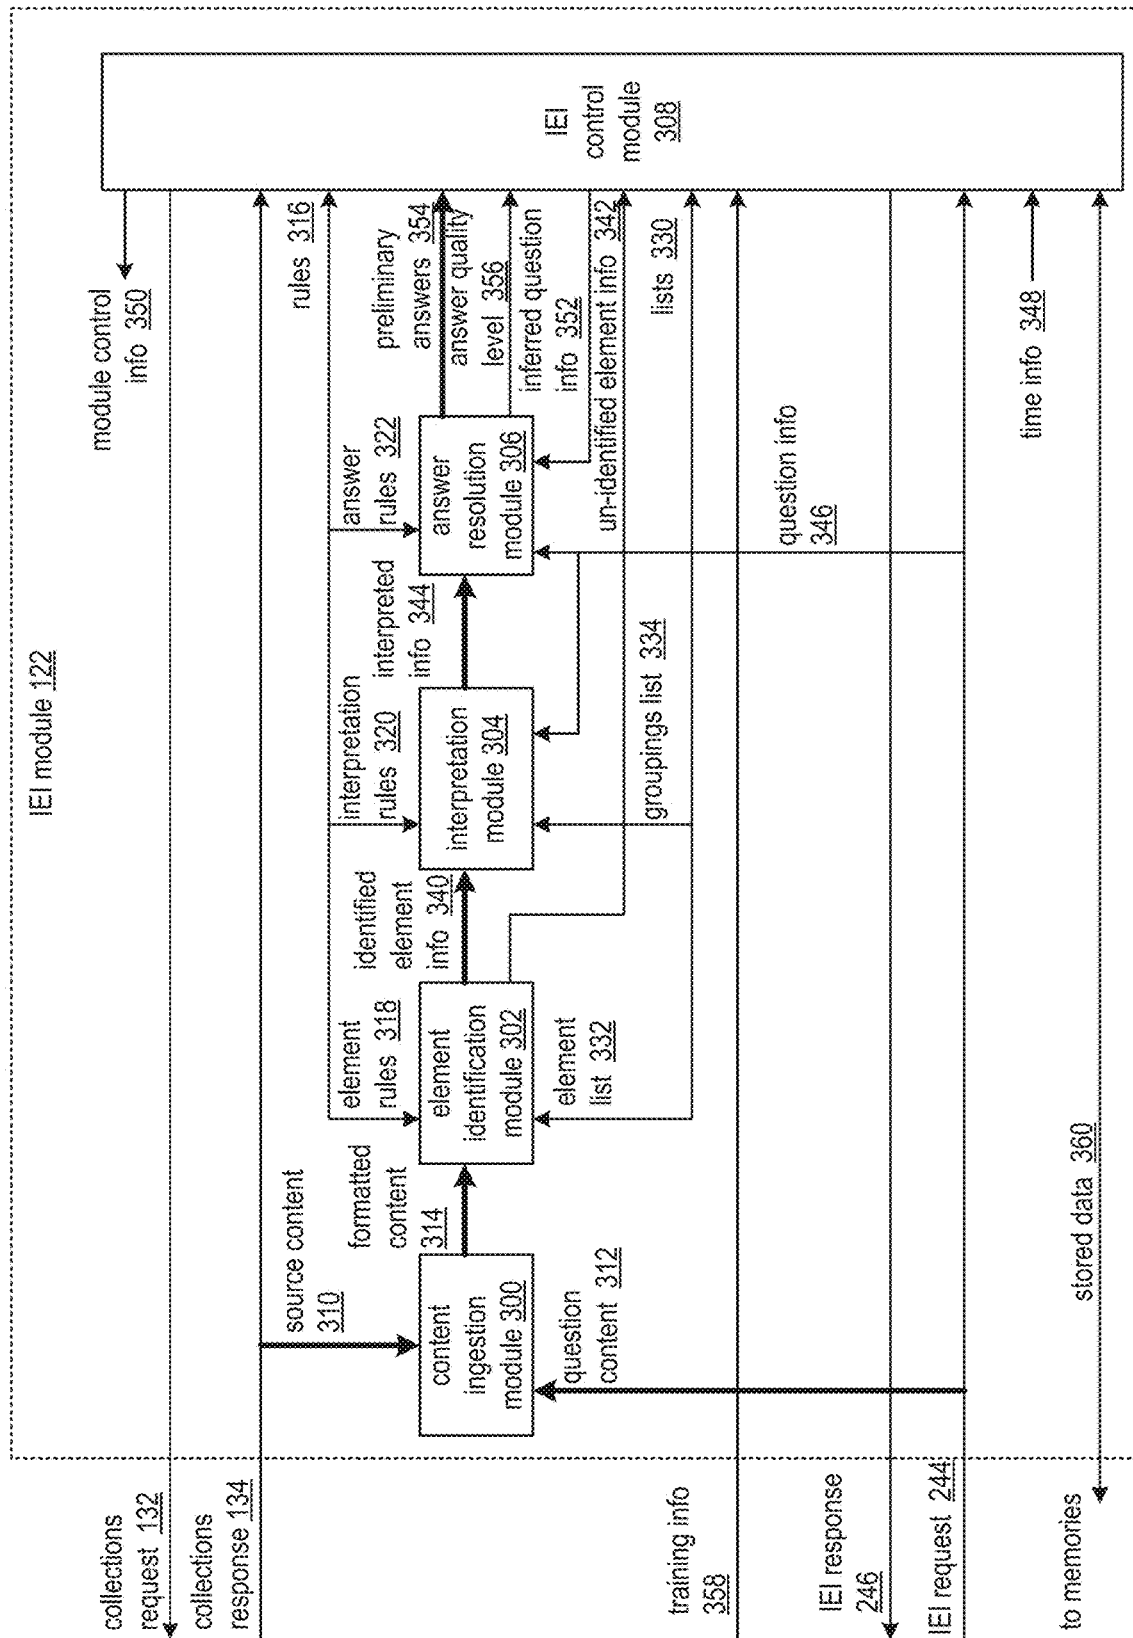 IEI module 122
collections
request 132
collections
response 134
training info
358
IEI response
246
IEI request 244
to memories
source content
310
content
ingestion
module 300
question
content 312
formatted
content
314
element
rules 318
element
identification
module 302
element
list 332
identified
element
info 340
interpretation
rules 320
interpretation
module 304
groupings list 334
interpreted
info 344
answer
rules 322
answer
resolution
module 306
question info
346
un-identified element info 342
rules 316
preliminary
answers 354
answer quality
level 356
inferred question
info 352
lists 330
module control
info 350
time info 348
stored data 360
IEI
control
module
308